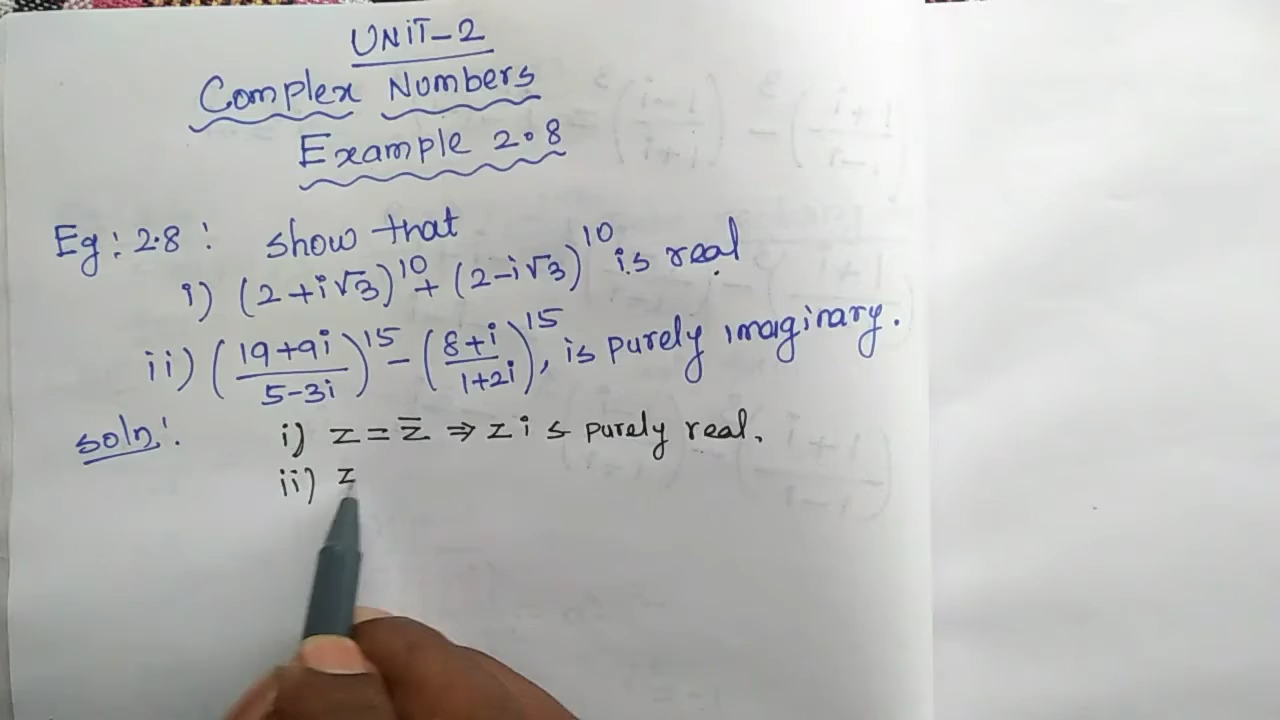 UNIT-2
Complex Numbers
Example 2.8
Eg: 2.8: show that
i) (2+i√3)^10 + (2-i√3)^10 is real
ii) ((19+9i)/(5-3i))^15 - ((8+i)/(1+2i))^15, is purely imaginary.
soln: i) z = z̄ ⇒ z is purely real.
ii) z